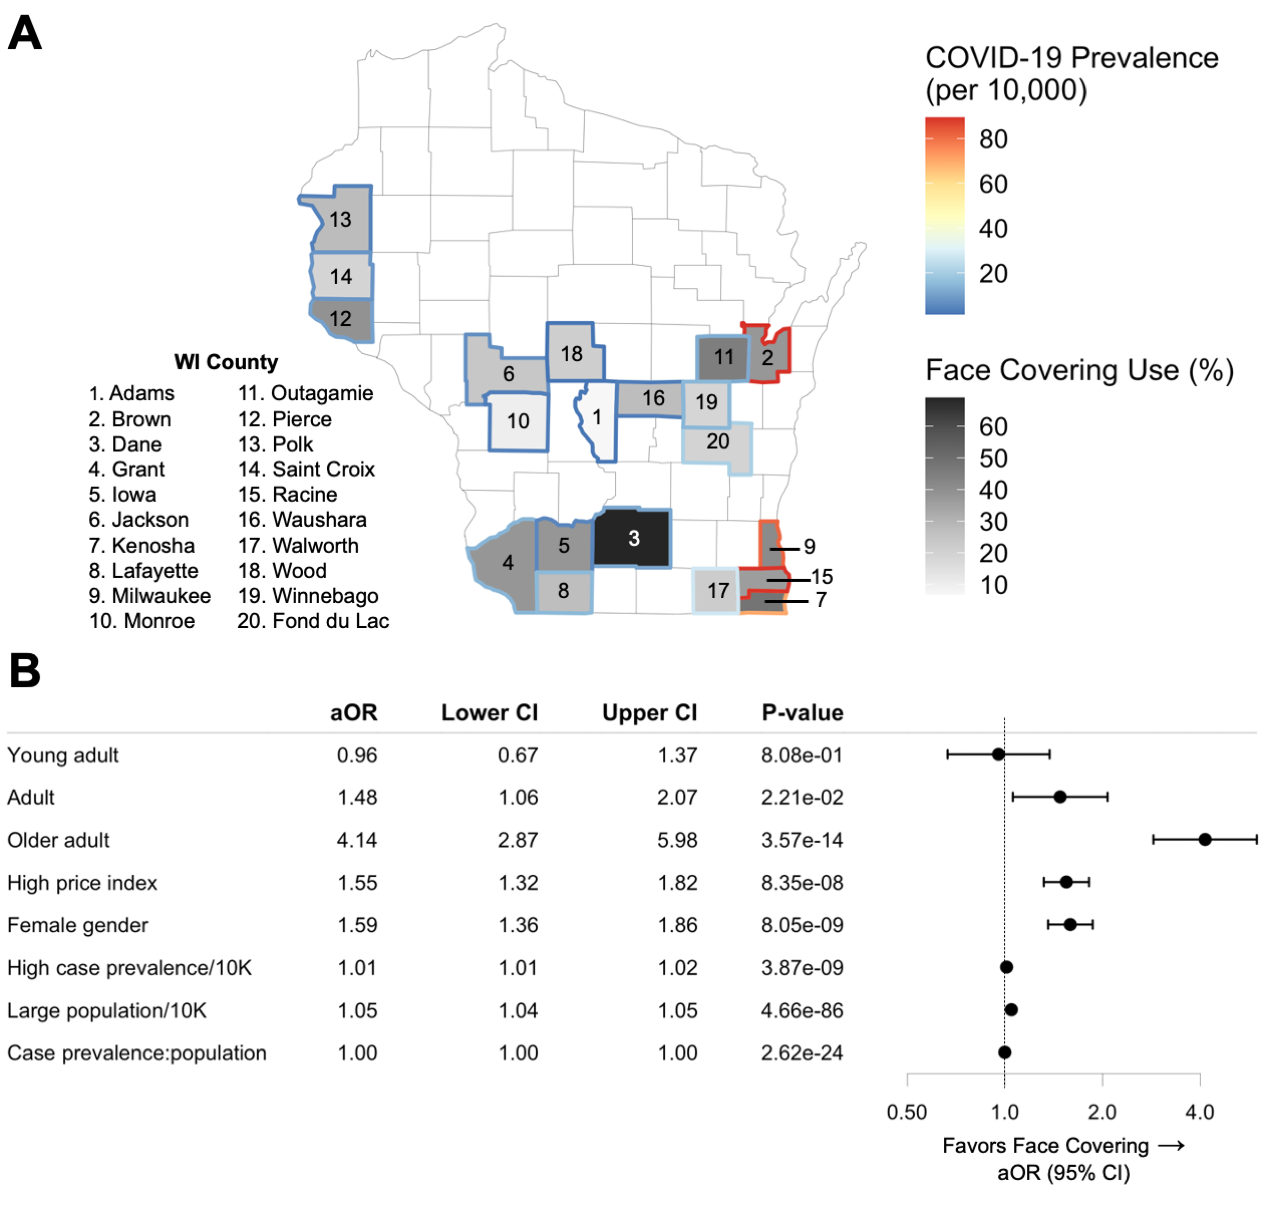 A
COVID-19 Prevalence
(per 10,000)
80
60
40
20
Face Covering Use (%)
60
50
40
30
20
10
13
14
12
18
6
10
1
16
11
2
19
20
3
4
5
8
17
9
15
7
WI County
1. Adams 11. Outagamie
2. Brown 12. Pierce
3. Dane 13. Polk
4. Grant 14. Saint Croix
5. Iowa 15. Racine
6. Jackson 16. Waushara
7. Kenosha 17. Walworth
8. Lafayette 18. Wood
9. Milwaukee 19. Winnebago
10. Monroe 20. Fond du Lac
B
aOR Lower CI Upper CI P-value
Young adult 0.96 0.67 1.37 8.08e-01
Adult 1.48 1.06 2.07 2.21e-02
Older adult 4.14 2.87 5.98 3.57e-14
High price index 1.55 1.32 1.82 8.35e-08
Female gender 1.59 1.36 1.86 8.05e-09
High case prevalence/10K 1.01 1.01 1.02 3.87e-09
Large population/10K 1.05 1.04 1.05 4.66e-86
Case prevalence:population 1.00 1.00 1.00 2.62e-24
0.50 1.0 2.0 4.0
Favors Face Covering →
aOR (95% CI)